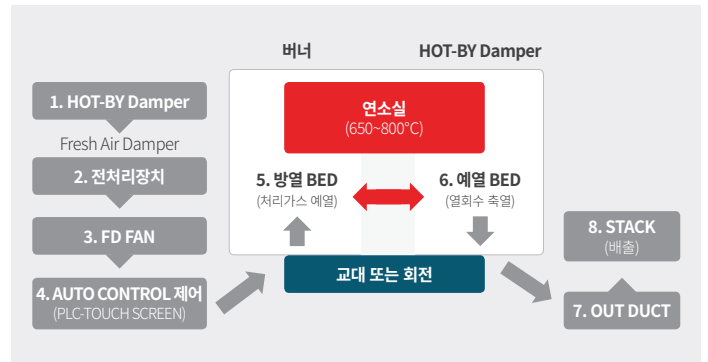 버너
HOT-BY Damper
1. HOT-BY Damper
Fresh Air Damper
2. 전처리장치
3. FD FAN
4. AUTO CONTROL 제어
(PLC-TOUCH SCREEN)
연소실
(650~800°C)
5. 방열 BED
(처리가스 예열)
6. 예열 BED
(열회수 축열)
교대 또는 회전
8. STACK
(배출)
7. OUT DUCT